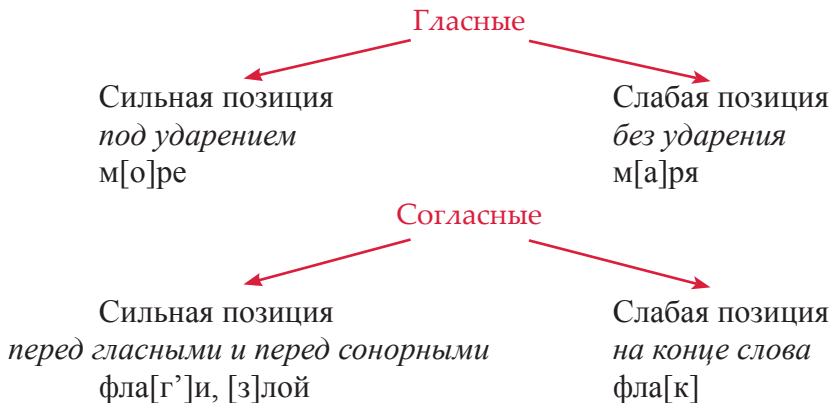 Гласные
Сильная позиция
под ударением
м[о]ре
Слабая позиция
без ударения
м[а]ря
Согласные
Сильная позиция
перед гласными и перед сонорными
фла[г’]и, [з]лой
Слабая позиция
на конце слова
фла[к]